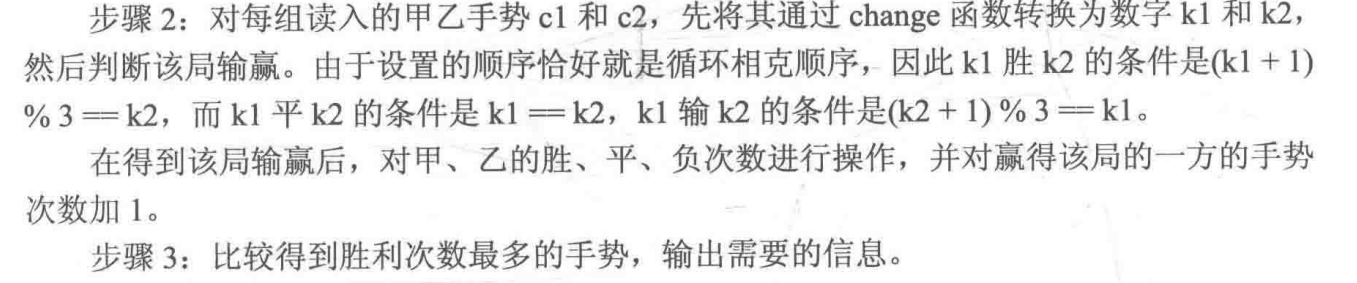 步骤 2：对每组读入的甲乙手势 c1 和 c2，先将其通过 change 函数转换为数字 k1 和 k2，
然后判断该局输赢。由于设置的顺序恰好就是循环相克顺序，因此 k1 胜 k2 的条件是(k1 + 1)
% 3 == k2，而 k1 平 k2 的条件是 k1 == k2，k1 输 k2 的条件是(k2 + 1) % 3 == k1。
在得到该局输赢后，对甲、乙的胜、平、负次数进行操作，并对赢得该局的一方的手势
次数加 1。
步骤 3：比较得到胜利次数最多的手势，输出需要的信息。